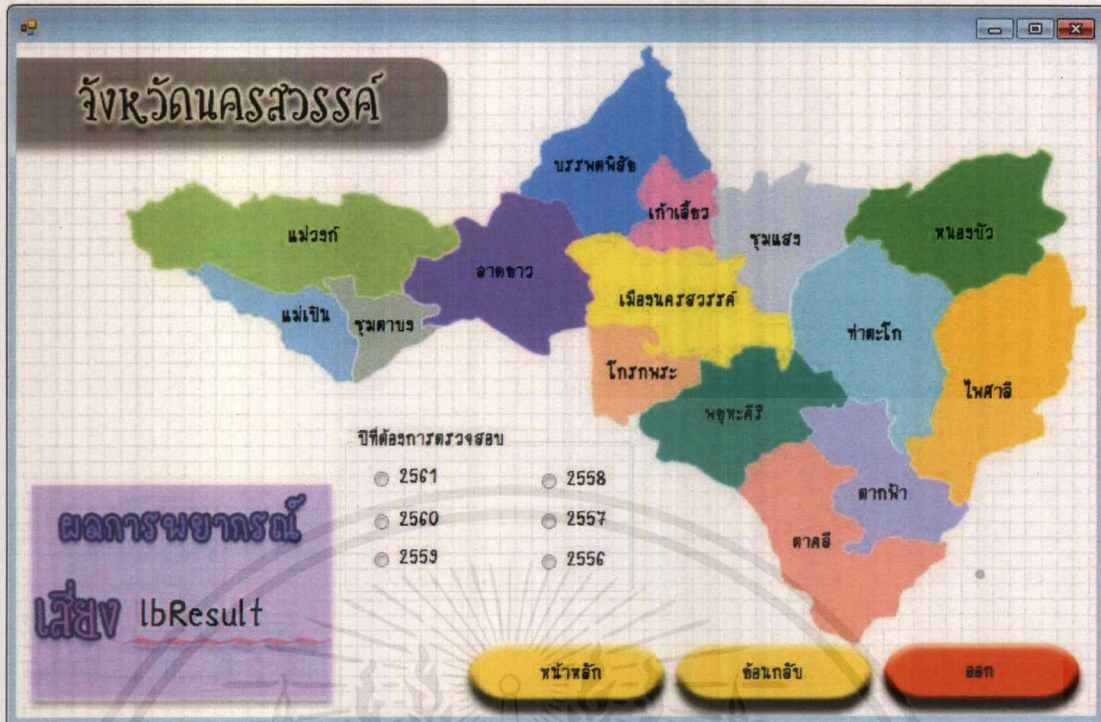 จังหวัดนครสวรรค์
บรรพตพิสัย
เก้าเลี้ยว
ชุมแสง
หนองบัว
แม่วงก์
ลาดยาว
เมืองนครสวรรค์
แม่เปิน
ชุมตาบง
ท่าตะโก
โกรกพระ
ไพศาลี
พยุหะคีรี
ตากฟ้า
ตาคลี
ปีที่ต้องการตรวจสอบ
2561
2558
2560
2557
2559
2556
ผลการพยากรณ์
เสี่ยง lbResult
หน้าหลัก
ย้อนกลับ
ออก